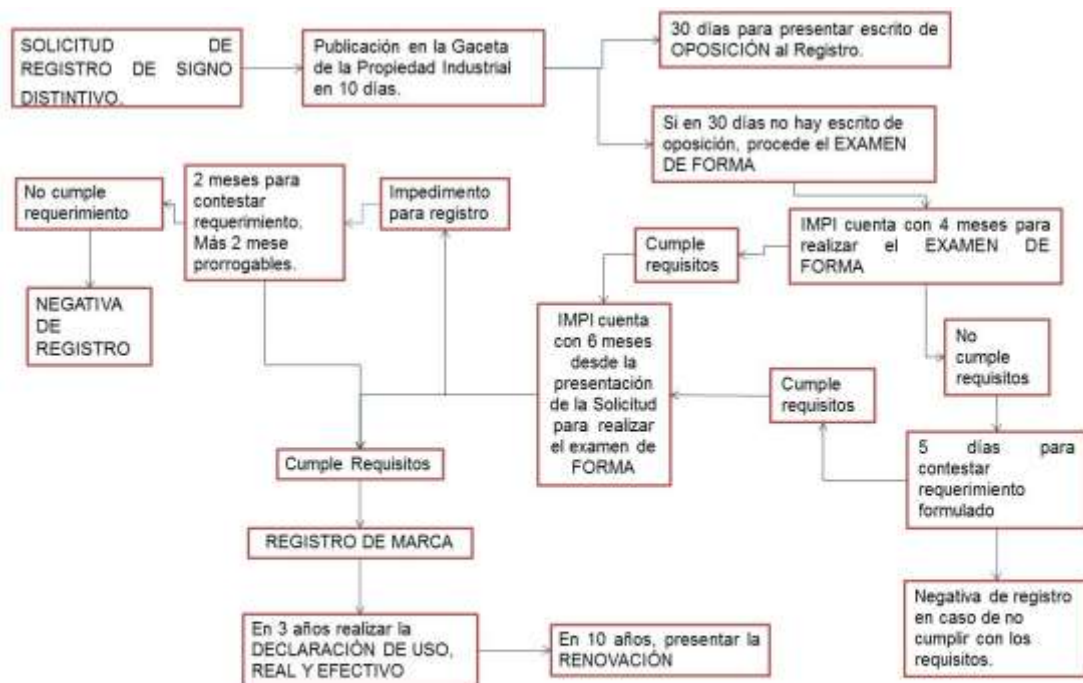 SOLICITUD DE
REGISTRO DE SIGNO
DISTINTIVO.
Publicación en la Gaceta
de la Propiedad Industrial
en 10 días.
30 días para presentar escrito de
OPOSICIÓN al Registro.
Si en 30 días no hay escrito de
oposición, procede el EXAMEN
DE FORMA
IMPI cuenta con 4 meses para
realizar el EXAMEN DE
FORMA
Cumple
requisitos
No
cumple
requisitos
5 días para
contestar
requerimiento
formulado
Negativa de registro
en caso de no
cumplir con los
requisitos.
Cumple
requisitos
IMPI cuenta
con 6 meses
desde la
presentación
de la Solicitud
para realizar
el examen de
FORMA
Impedimento
para registro
2 meses para
contestar
requerimiento.
Más 2 mese
prorrogables.
No cumple
requerimiento
NEGATIVA
DE
REGISTRO
Cumple Requisitos
REGISTRO DE MARCA
En 3 años realizar la
DECLARACIÓN DE USO,
REAL Y EFECTIVO
En 10 años, presentar la
RENOVACIÓN